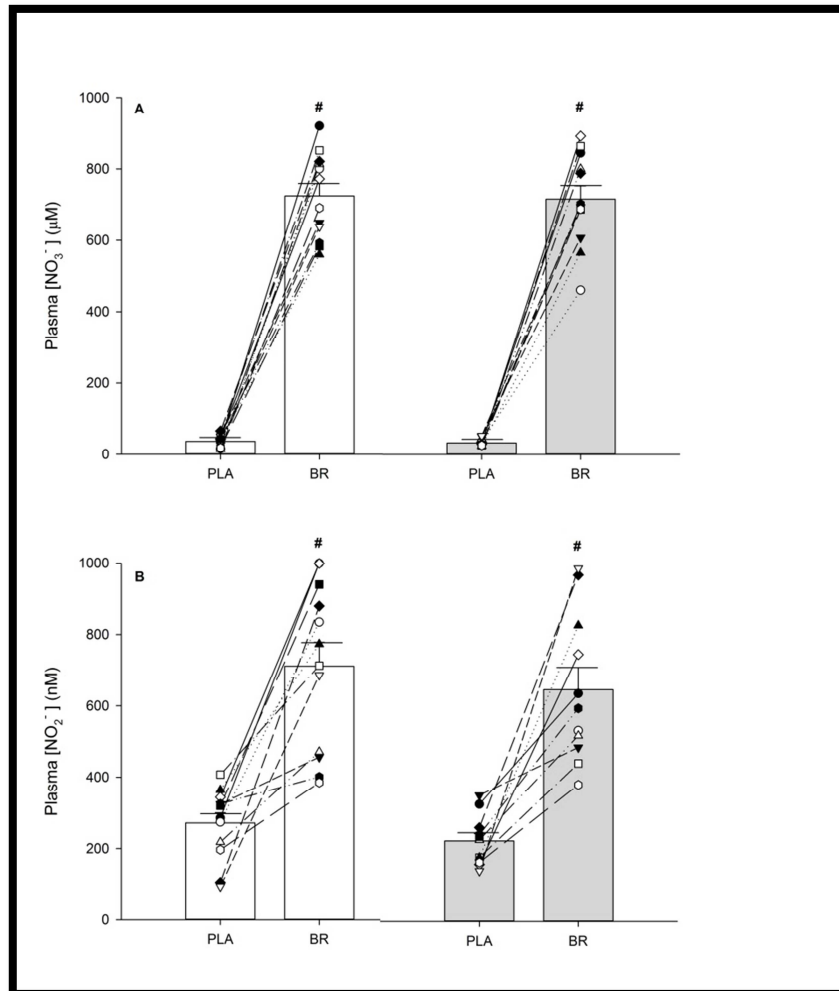 A
#
#
1000
800
600
400
200
0
Plasma [NO₃⁻] (µM)
PLA
BR
PLA
BR
B
#
#
1000
800
600
400
200
0
Plasma [NO₂⁻] (nM)
PLA
BR
PLA
BR